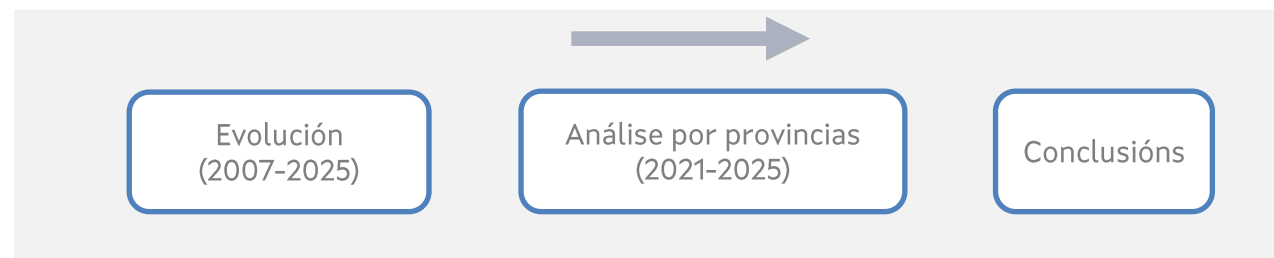 Evolución
(2007-2025)
Análise por provincias
(2021-2025)
Conclusións